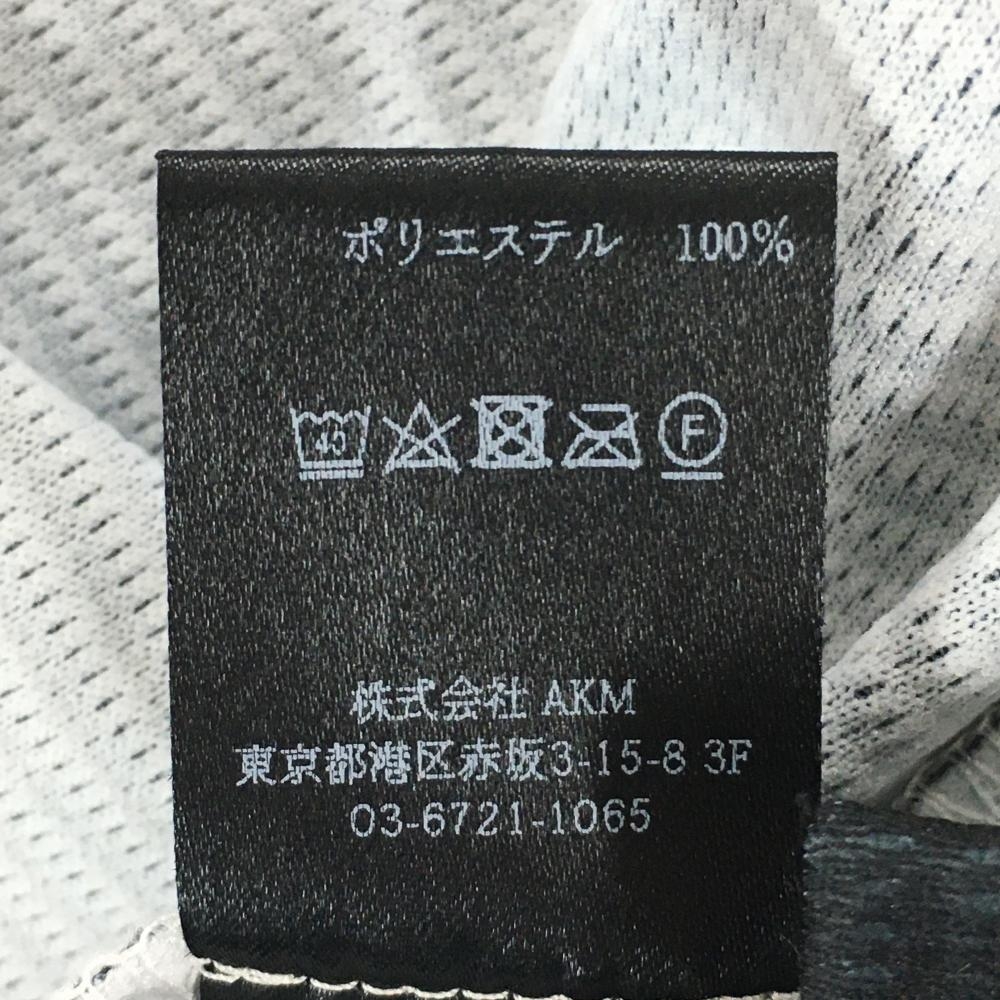 ポリエステル 100%
40 F
株式会社 AKM
東京都港区赤坂3-15-8 3F
03-6721-1065